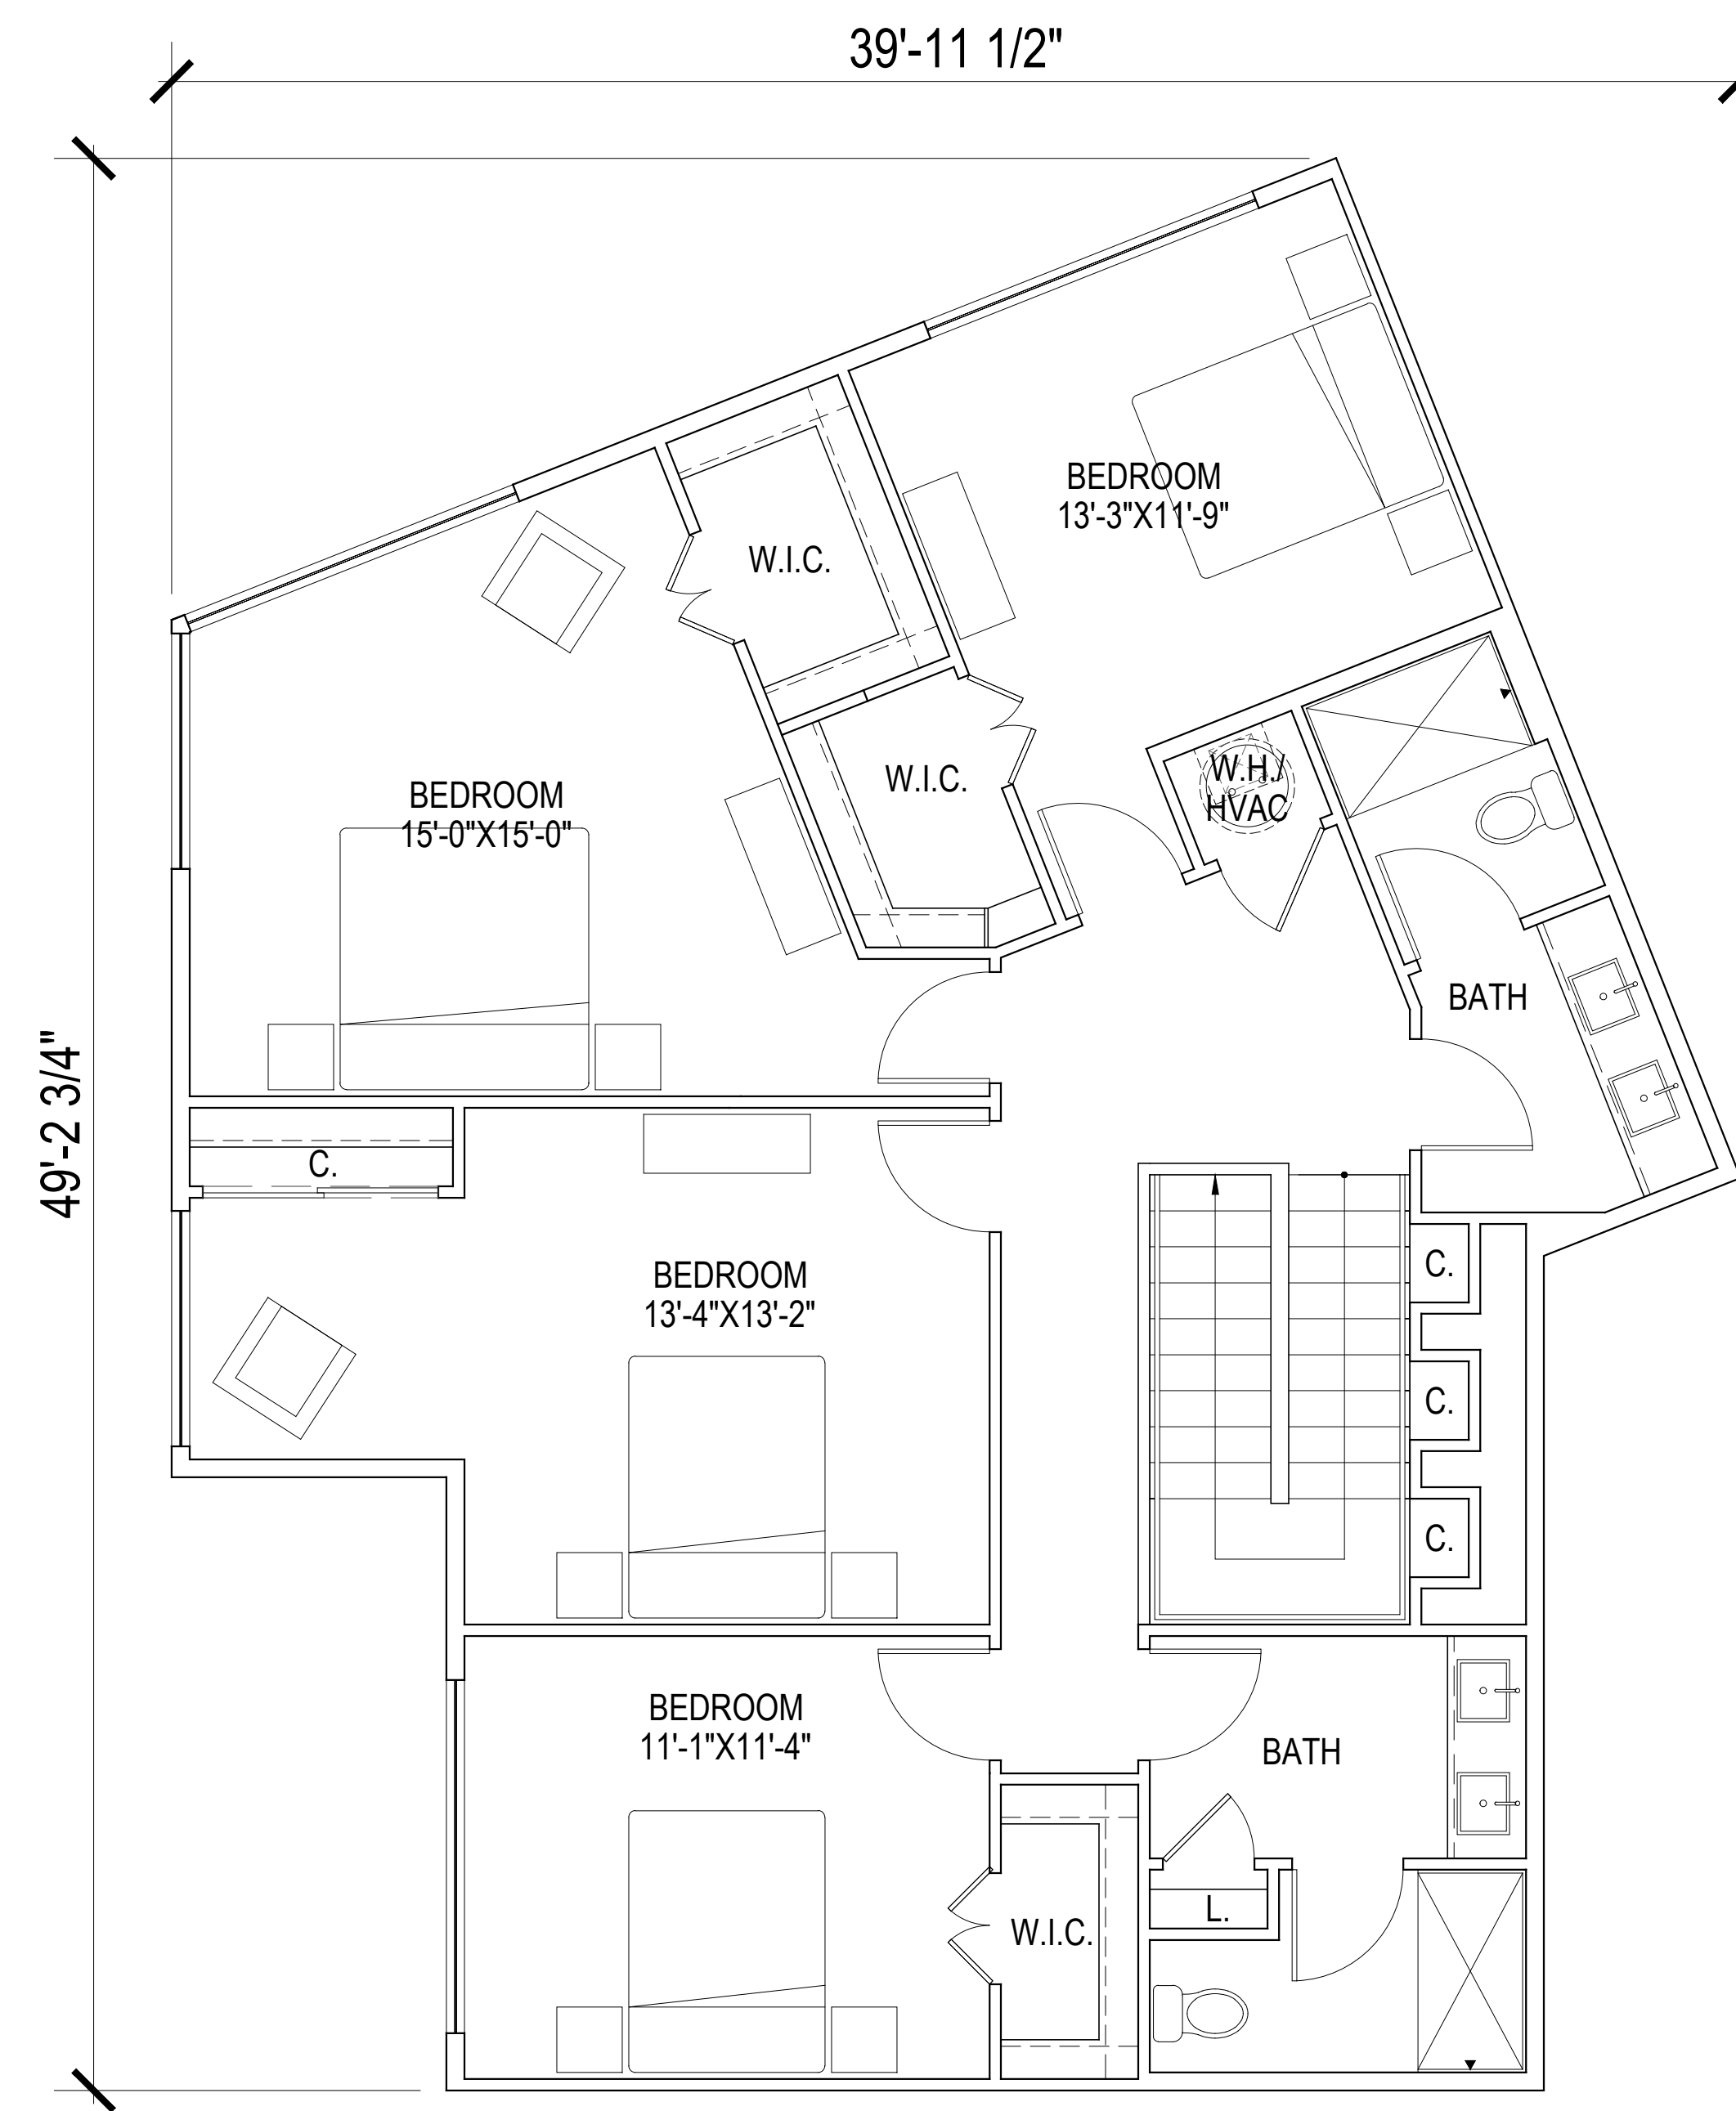 39'-11 1/2"
BEDROOM
13'-3"X11'-9"
W.I.C.
W.I.C.
W.H./
HVAC
BEDROOM
15'-0"X15'-0"
BATH
49'-2 3/4"
C.
BEDROOM
13'-4"X13'-2"
C.
C.
C.
BEDROOM
11'-1"X11'-4"
BATH
L.
W.I.C.